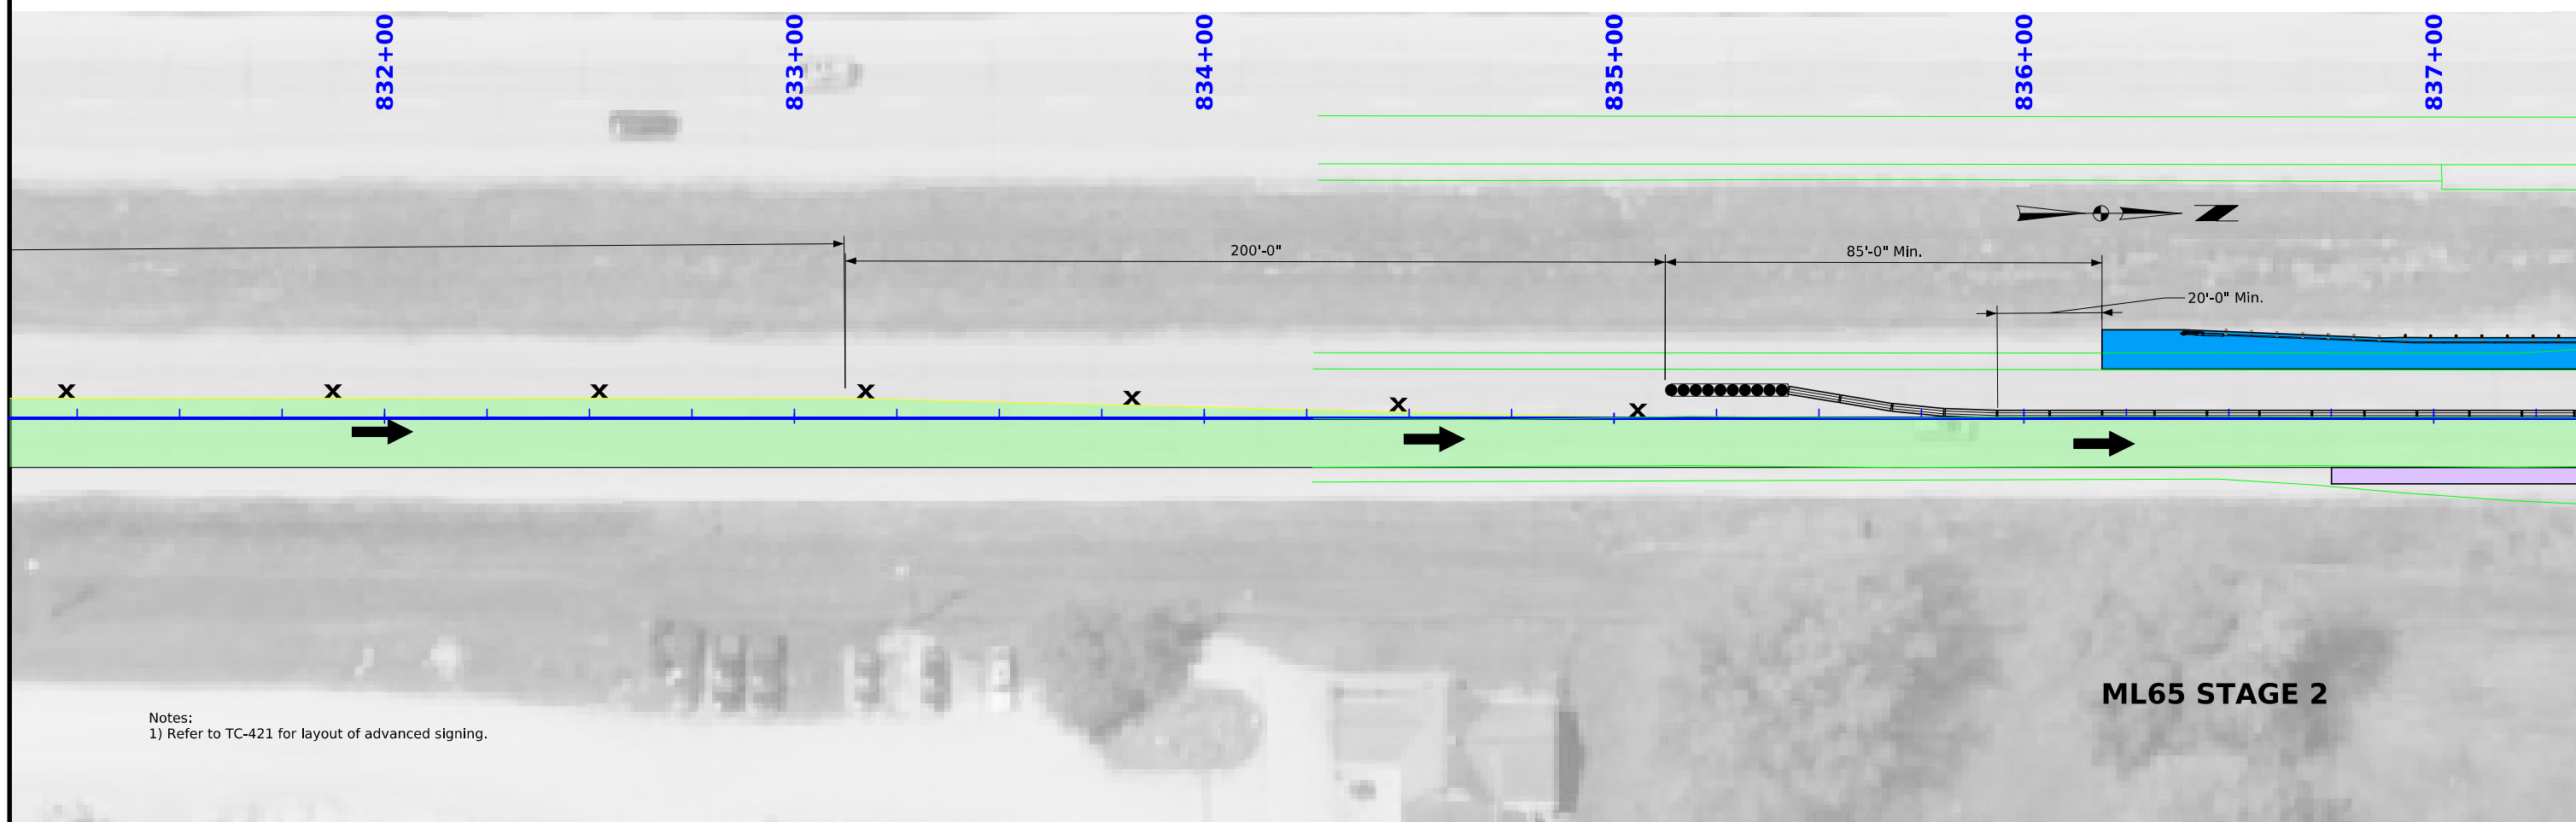 832+00
833+00
834+00
835+00
836+00
837+00
200'-0"
85'-0" Min.
20'-0" Min.
X
X
X
X
X
X
X
ML65 STAGE 2
Notes:
1) Refer to TC-421 for layout of advanced signing.